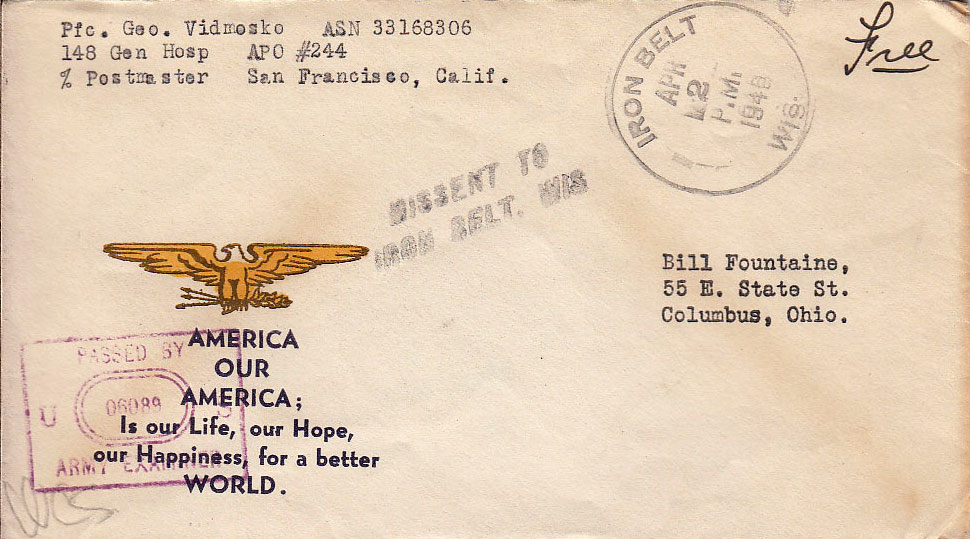 Pfc. Geo. Vidmosko ASN 33168306
148 Gen Hosp APO #244
% Postmaster San Francisco, Calif.
Free
IRON BELT
WIS.
APR
2
P.M.
MISSENT TO
IRON BELT, WIS
Bill Fountaine,
55 E. State St.
Columbus, Ohio.
PASSED BY
U 06089 S
ARMY EXAMINER
AMERICA
OUR
AMERICA;
Is our Life, our Hope,
our Happiness, for a better
WORLD.